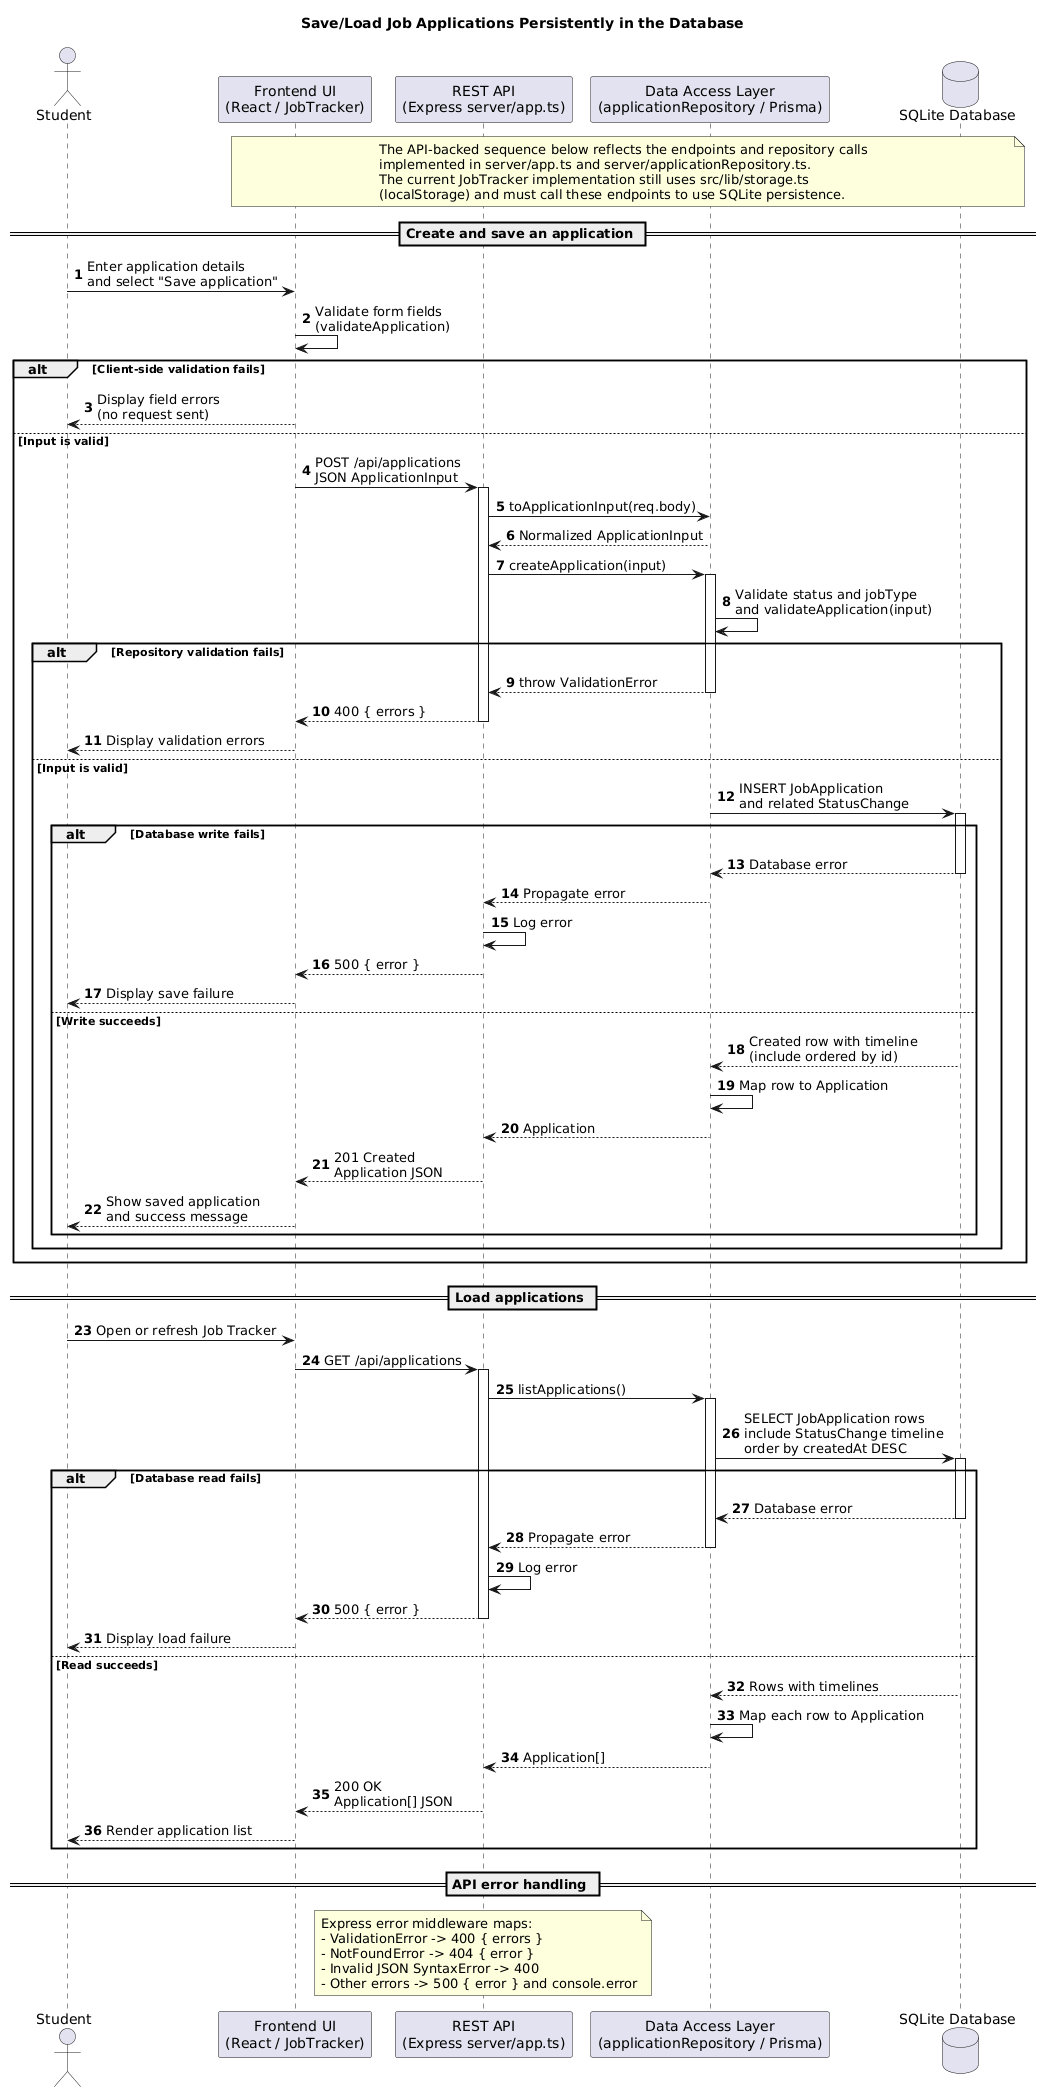 Save/Load Job Applications Persistently in the Database
Student
Frontend UI
(React / JobTracker)
REST API
(Express server/app.ts)
Data Access Layer
(applicationRepository / Prisma)
SQLite Database
The API-backed sequence below reflects the endpoints and repository calls
implemented in server/app.ts and server/applicationRepository.ts.
The current JobTracker implementation still uses src/lib/storage.ts
(localStorage) and must call these endpoints to use SQLite persistence.
Create and save an application
1 Enter application details
and select "Save application"
2 Validate form fields
(validateApplication)
alt [Client-side validation fails]
3 Display field errors
(no request sent)
[Input is valid]
4 POST /api/applications
JSON ApplicationInput
5 toApplicationInput(req.body)
6 Normalized ApplicationInput
7 createApplication(input)
8 Validate status and jobType
and validateApplication(input)
alt [Repository validation fails]
9 throw ValidationError
10 400 { errors }
11 Display validation errors
[Input is valid]
12 INSERT JobApplication
and related StatusChange
alt [Database write fails]
13 Database error
14 Propagate error
15 Log error
16 500 { error }
17 Display save failure
[Write succeeds]
18 Created row with timeline
(include ordered by id)
19 Map row to Application
20 Application
21 201 Created
Application JSON
22 Show saved application
and success message
Load applications
23 Open or refresh Job Tracker
24 GET /api/applications
25 listApplications()
26 SELECT JobApplication rows
include StatusChange timeline
order by createdAt DESC
alt [Database read fails]
27 Database error
28 Propagate error
29 Log error
30 500 { error }
31 Display load failure
[Read succeeds]
32 Rows with timelines
33 Map each row to Application
34 Application[]
35 200 OK
Application[] JSON
36 Render application list
API error handling
Express error middleware maps:
- ValidationError -> 400 { errors }
- NotFoundError -> 404 { error }
- Invalid JSON SyntaxError -> 400
- Other errors -> 500 { error } and console.error
Student
Frontend UI
(React / JobTracker)
REST API
(Express server/app.ts)
Data Access Layer
(applicationRepository / Prisma)
SQLite Database